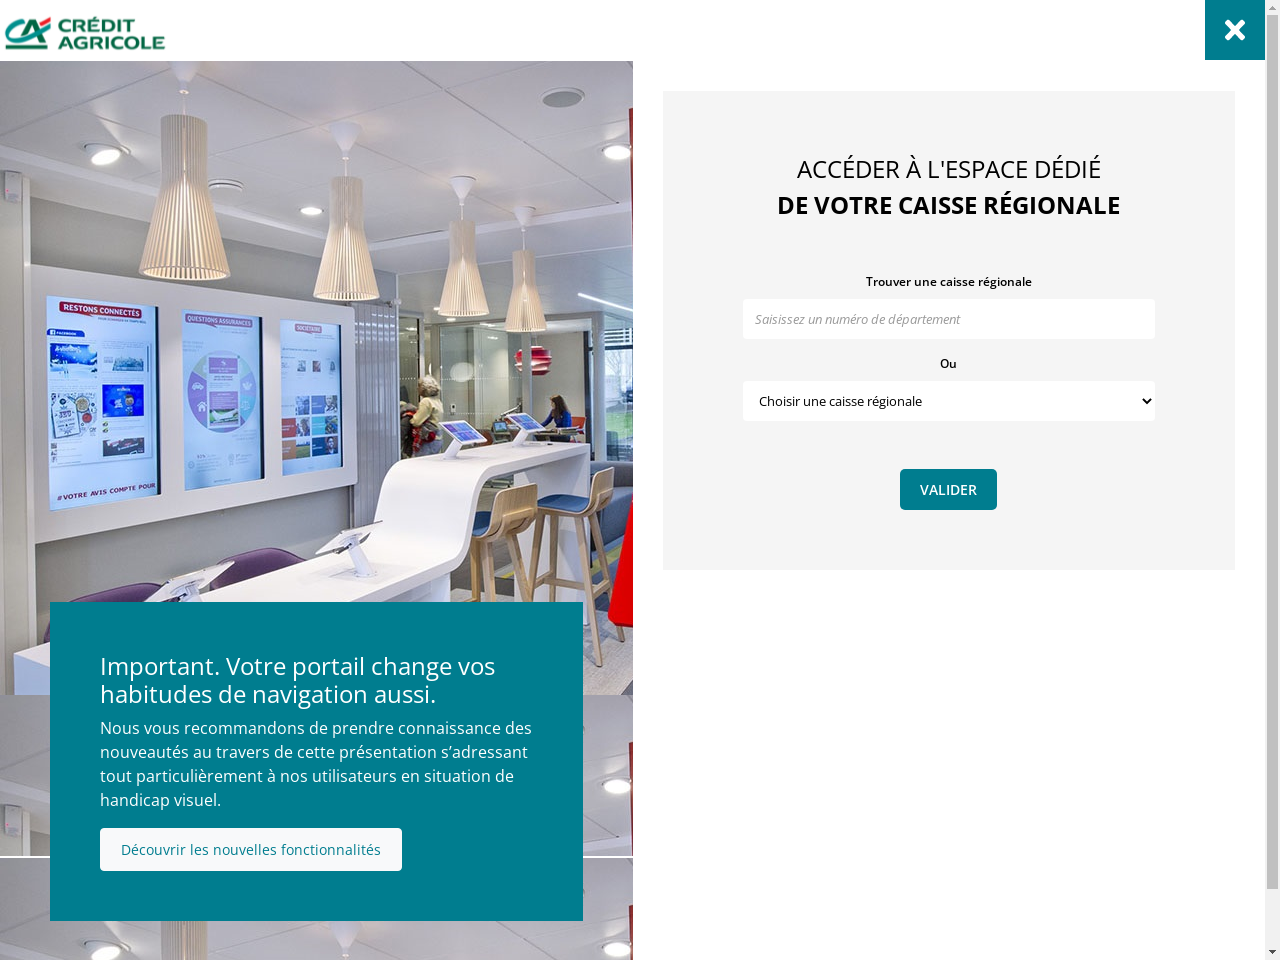 CRÉDIT
AGRICOLE
ACCÉDER À L'ESPACE DÉDIÉ
DE VOTRE CAISSE RÉGIONALE
Trouver une caisse régionale
Saisissez un numéro de département
Ou
Choisir une caisse régionale
VALIDER
RESTONS CONNECTÉS
FACEBOOK
QUESTIONS ASSURANCES
SOCIÉTAIRE
#VOTRE AVIS COMPTE POUR
Important. Votre portail change vos
habitudes de navigation aussi.
Nous vous recommandons de prendre connaissance des
nouveautés au travers de cette présentation s’adressant
tout particulièrement à nos utilisateurs en situation de
handicap visuel.
Découvrir les nouvelles fonctionnalités